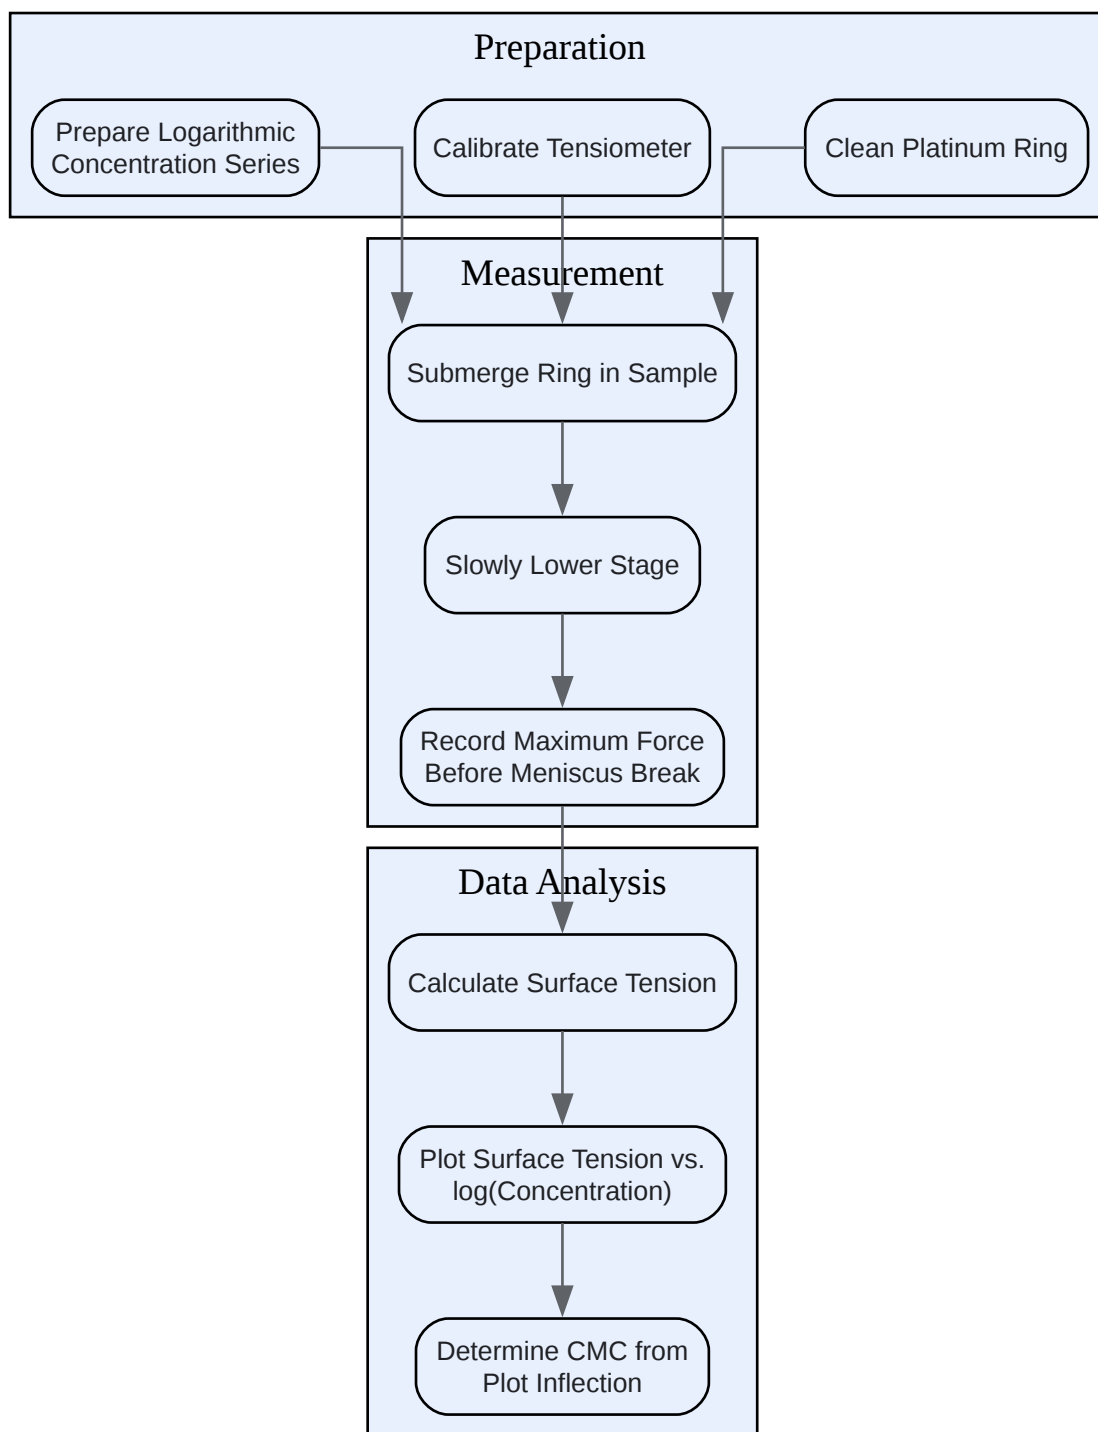 Preparation
Prepare Logarithmic
Concentration Series
Calibrate Tensiometer
Clean Platinum Ring
Measurement
Submerge Ring in Sample
Slowly Lower Stage
Record Maximum Force
Before Meniscus Break
Data Analysis
Calculate Surface Tension
Plot Surface Tension vs.
log(Concentration)
Determine CMC from
Plot Inflection